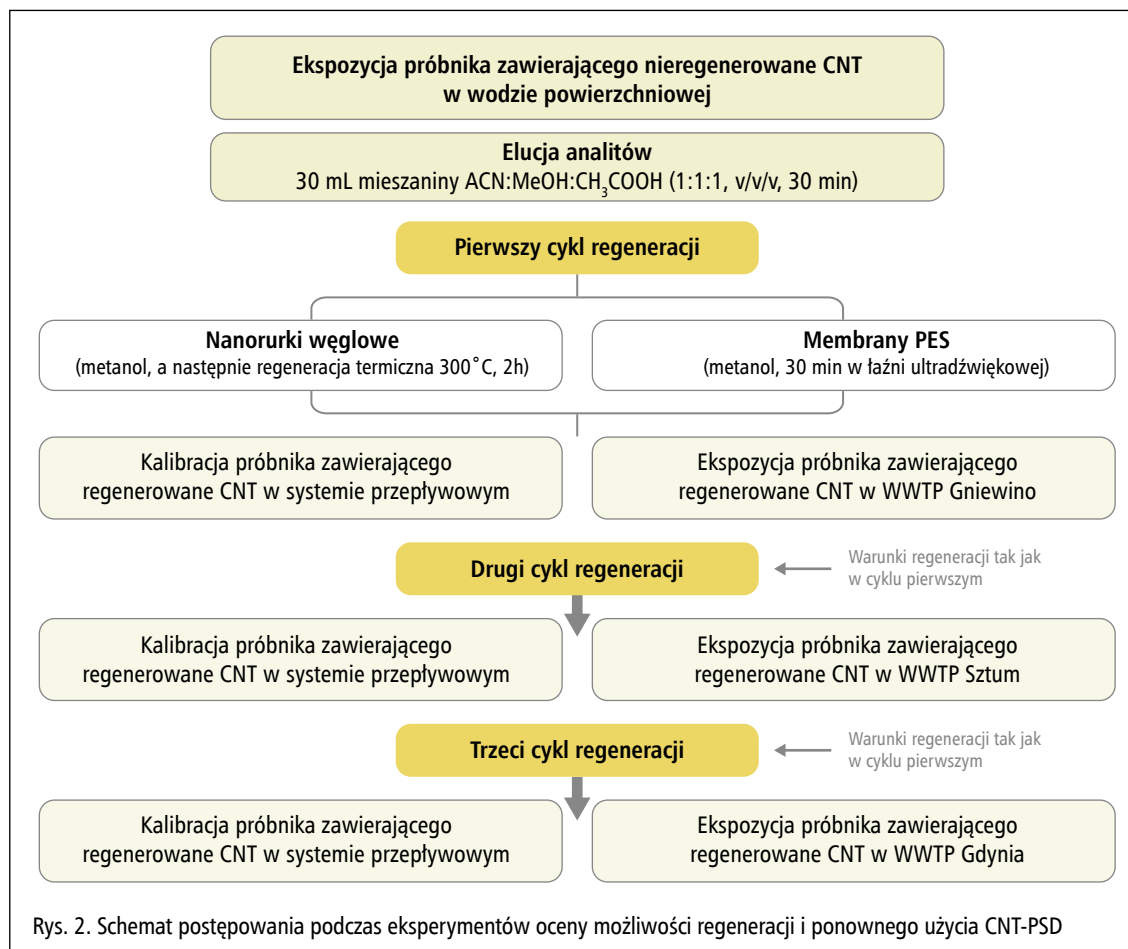 Ekspozycja próbnika zawierającego nieregenerowane CNT
w wodzie powierzchniowej
Elucja analitów
30 mL mieszaniny ACN:MeOH:CH₃COOH (1:1:1, v/v/v, 30 min)
Pierwszy cykl regeneracji
Nanorurki węglowe
(metanol, a następnie regeneracja termiczna 300˚C, 2h)
Membrany PES
(metanol, 30 min w łaźni ultradźwiękowej)
Kalibracja próbnika zawierającego
regenerowane CNT w systemie przepływowym
Ekspozycja próbnika zawierającego
regenerowane CNT w WWTP Gniewino
Drugi cykl regeneracji
Warunki regeneracji tak jak
w cyklu pierwszym
Kalibracja próbnika zawierającego
regenerowane CNT w systemie przepływowym
Ekspozycja próbnika zawierającego
regenerowane CNT w WWTP Sztum
Trzeci cykl regeneracji
Warunki regeneracji tak jak
w cyklu pierwszym
Kalibracja próbnika zawierającego
regenerowane CNT w systemie przepływowym
Ekspozycja próbnika zawierającego
regenerowane CNT w WWTP Gdynia
Rys. 2. Schemat postępowania podczas eksperymentów oceny możliwości regeneracji i ponownego użycia CNT-PSD